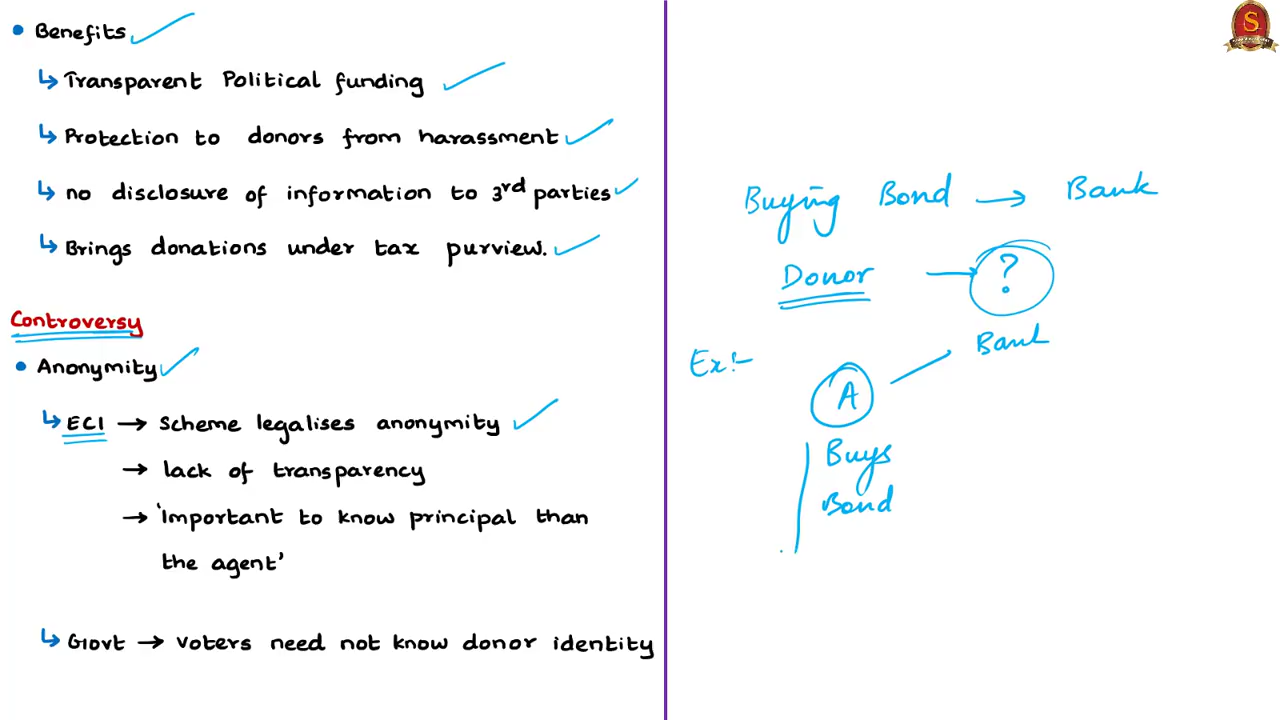 Benefits
Transparent Political funding
Protection to donors from harassment
no disclosure of information to 3rd parties
Brings donations under tax purview.
Controversy
Anonymity
ECI → Scheme legalises anonymity
→ lack of transparency
→ 'important to know principal than
the agent'
Govt → voters need not know donor identity
S
Buying Bond → Bank
Donor → ?
Bank
Ex:-
A
Buys
Bond